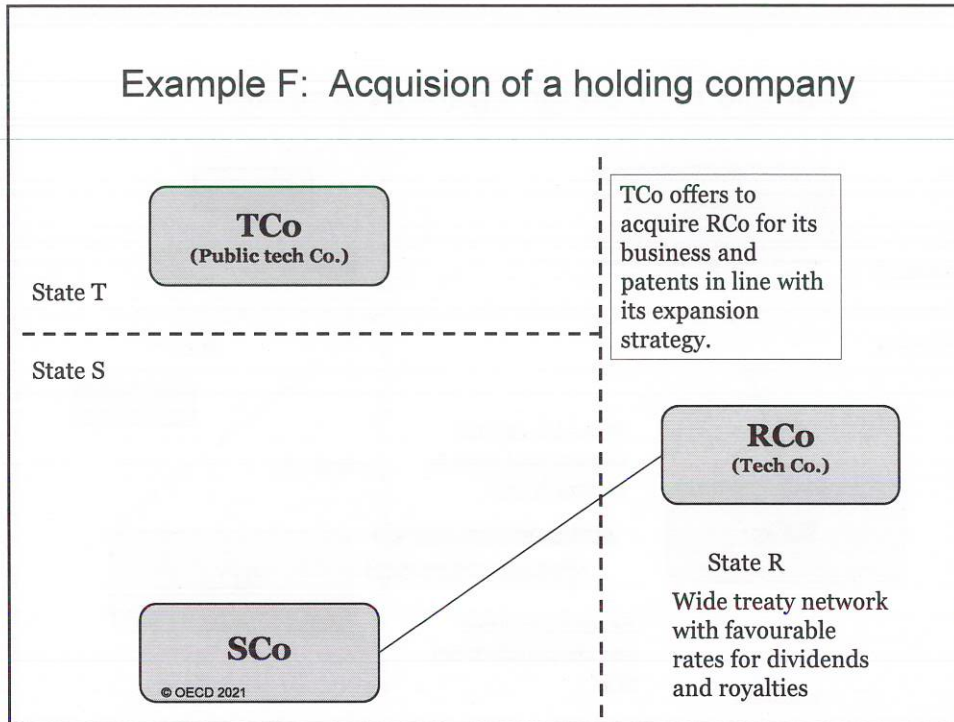 Example F: Acquision of a holding company
TCo
(Public tech Co.)
State T
TCo offers to
acquire RCo for its
business and
patents in line with
its expansion
strategy.
State S
RCo
(Tech Co.)
State R
Wide treaty network
with favourable
rates for dividends
and royalties
SCo
© OECD 2021